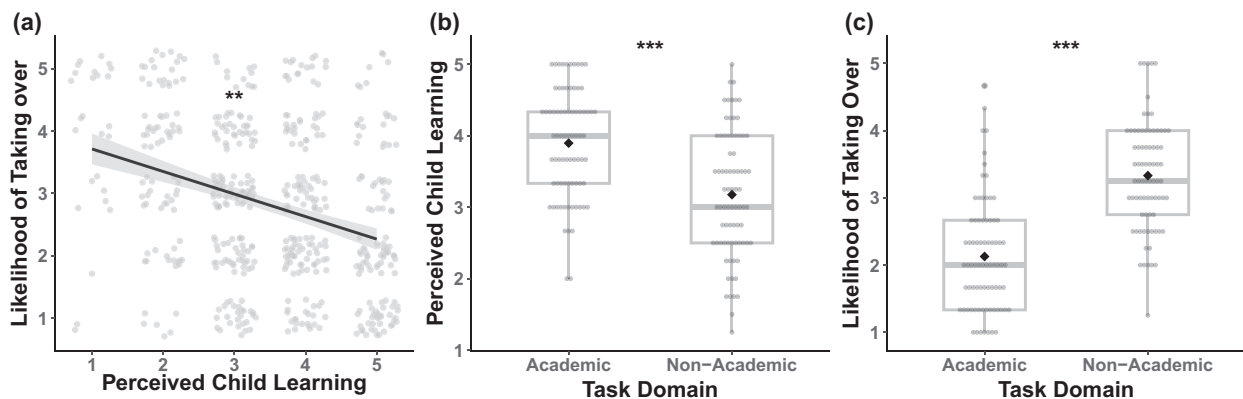 (a)
**
Likelihood of Taking over
5
4
3
2
1
1 2 3 4 5
Perceived Child Learning
(b)
***
Perceived Child Learning
5
4
3
2
1
Academic Non−Academic
Task Domain
(c)
***
Likelihood of Taking Over
5
4
3
2
1
Academic Non−Academic
Task Domain